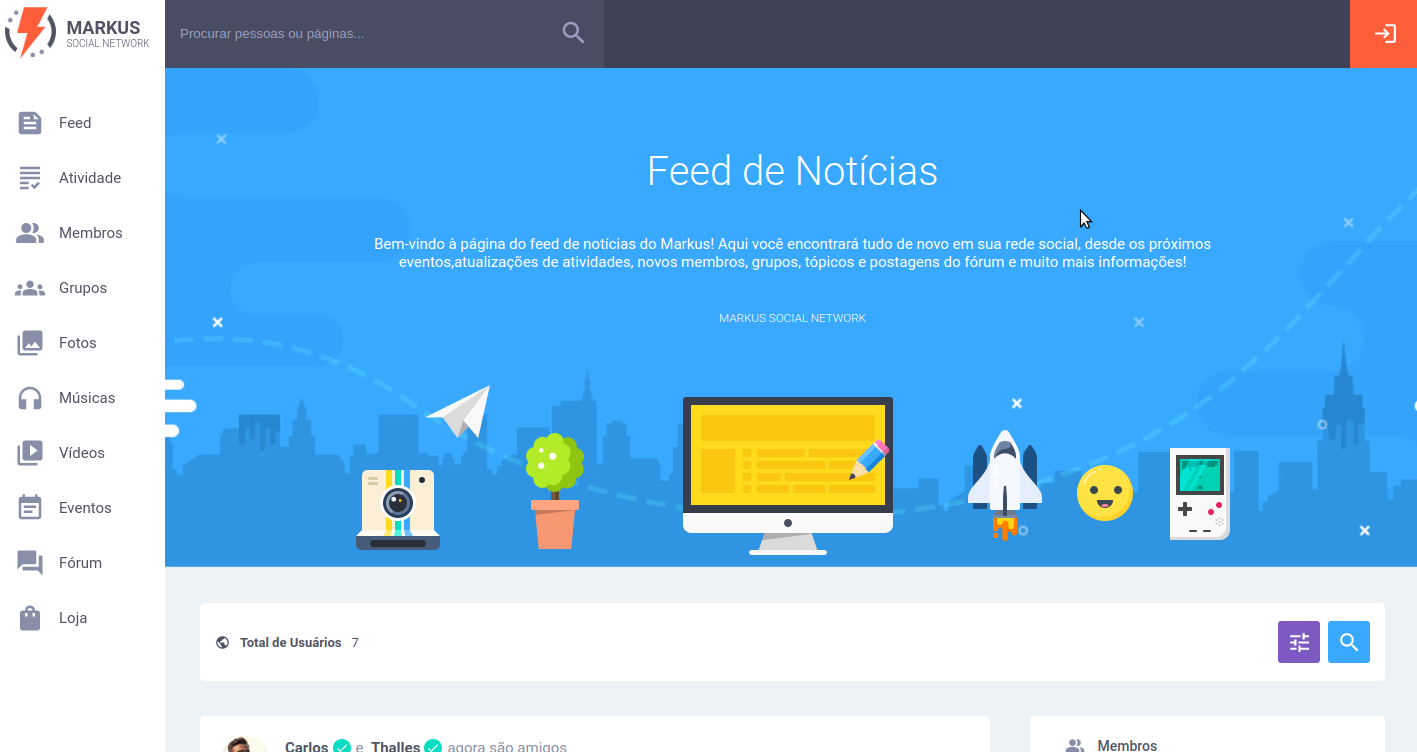 MARKUS
SOCIAL NETWORK
Procurar pessoas ou páginas...
Feed
Atividade
Membros
Grupos
Fotos
Músicas
Vídeos
Eventos
Fórum
Loja
Feed de Notícias
Bem-vindo à página do feed de notícias do Markus! Aqui você encontrará tudo de novo em sua rede social, desde os próximos
eventos,atualizações de atividades, novos membros, grupos, tópicos e postagens do fórum e muito mais informações!
MARKUS SOCIAL NETWORK
Total de Usuários 7
Carlos e Thalles agora são amigos
Membros